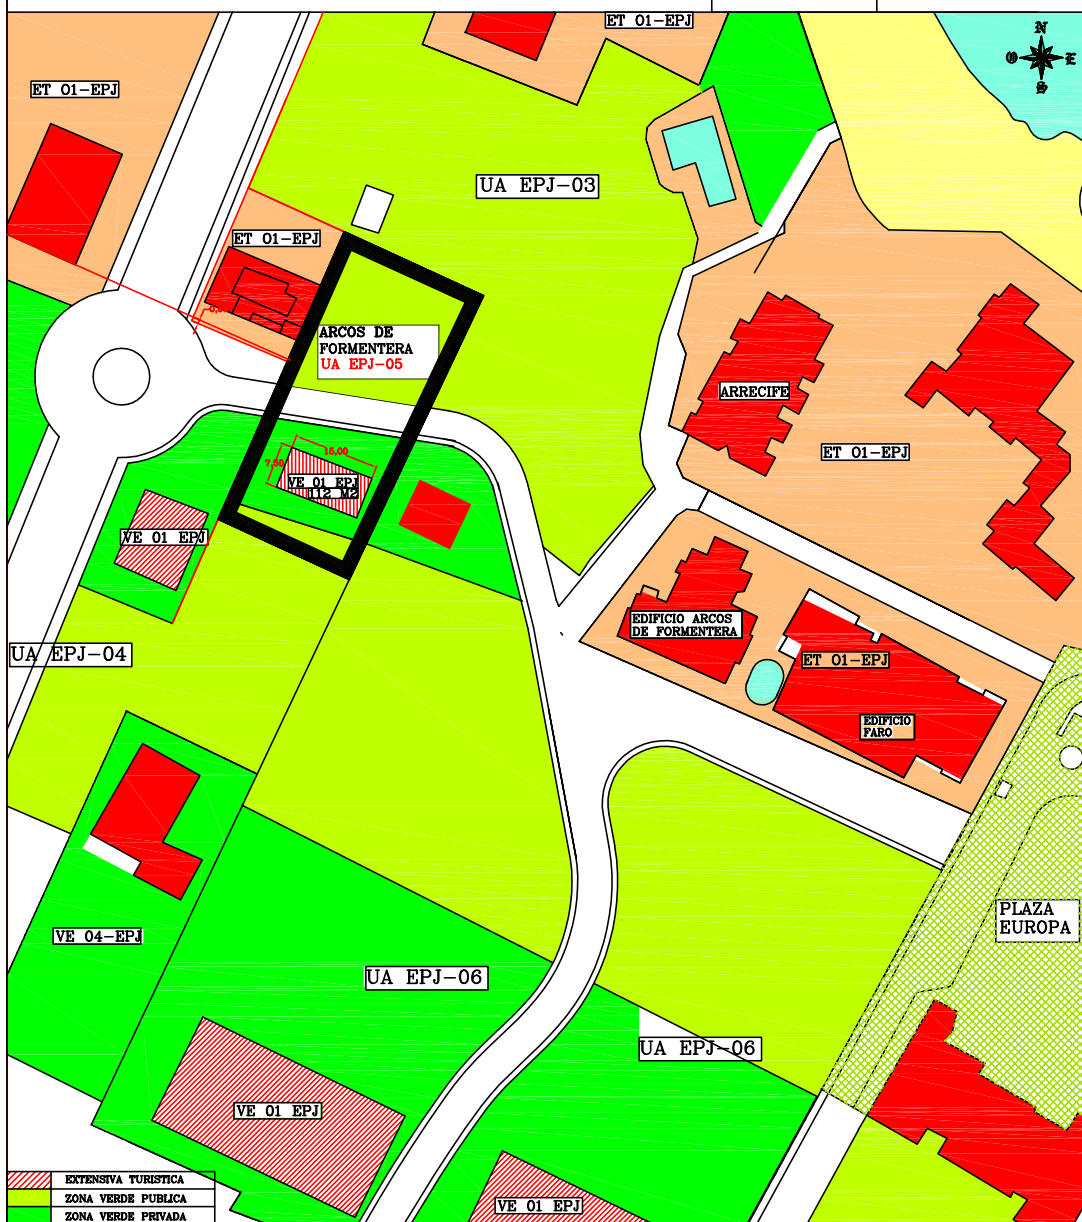 ET 01-EPJ
N
O E
S
ET 01-EPJ
UA EPJ-03
ET 01-EPJ
ARCOS DE
FORMENTERA
UA EPJ-05
ARRECIFE
ET 01-EPJ
15,00
7,50
VE 01 EPJ
112 M2
VE 01 EPJ
EDIFICIO ARCOS
DE FORMENTERA
UA EPJ-04
ET 01-EPJ
EDIFICIO
FARO
PLAZA
EUROPA
VE 04-EPJ
UA EPJ-06
UA EPJ-06
VE 01 EPJ
EXTENSIVA TURISTICA
ZONA VERDE PUBLICA
ZONA VERDE PRIVADA
VE 01 EPJ